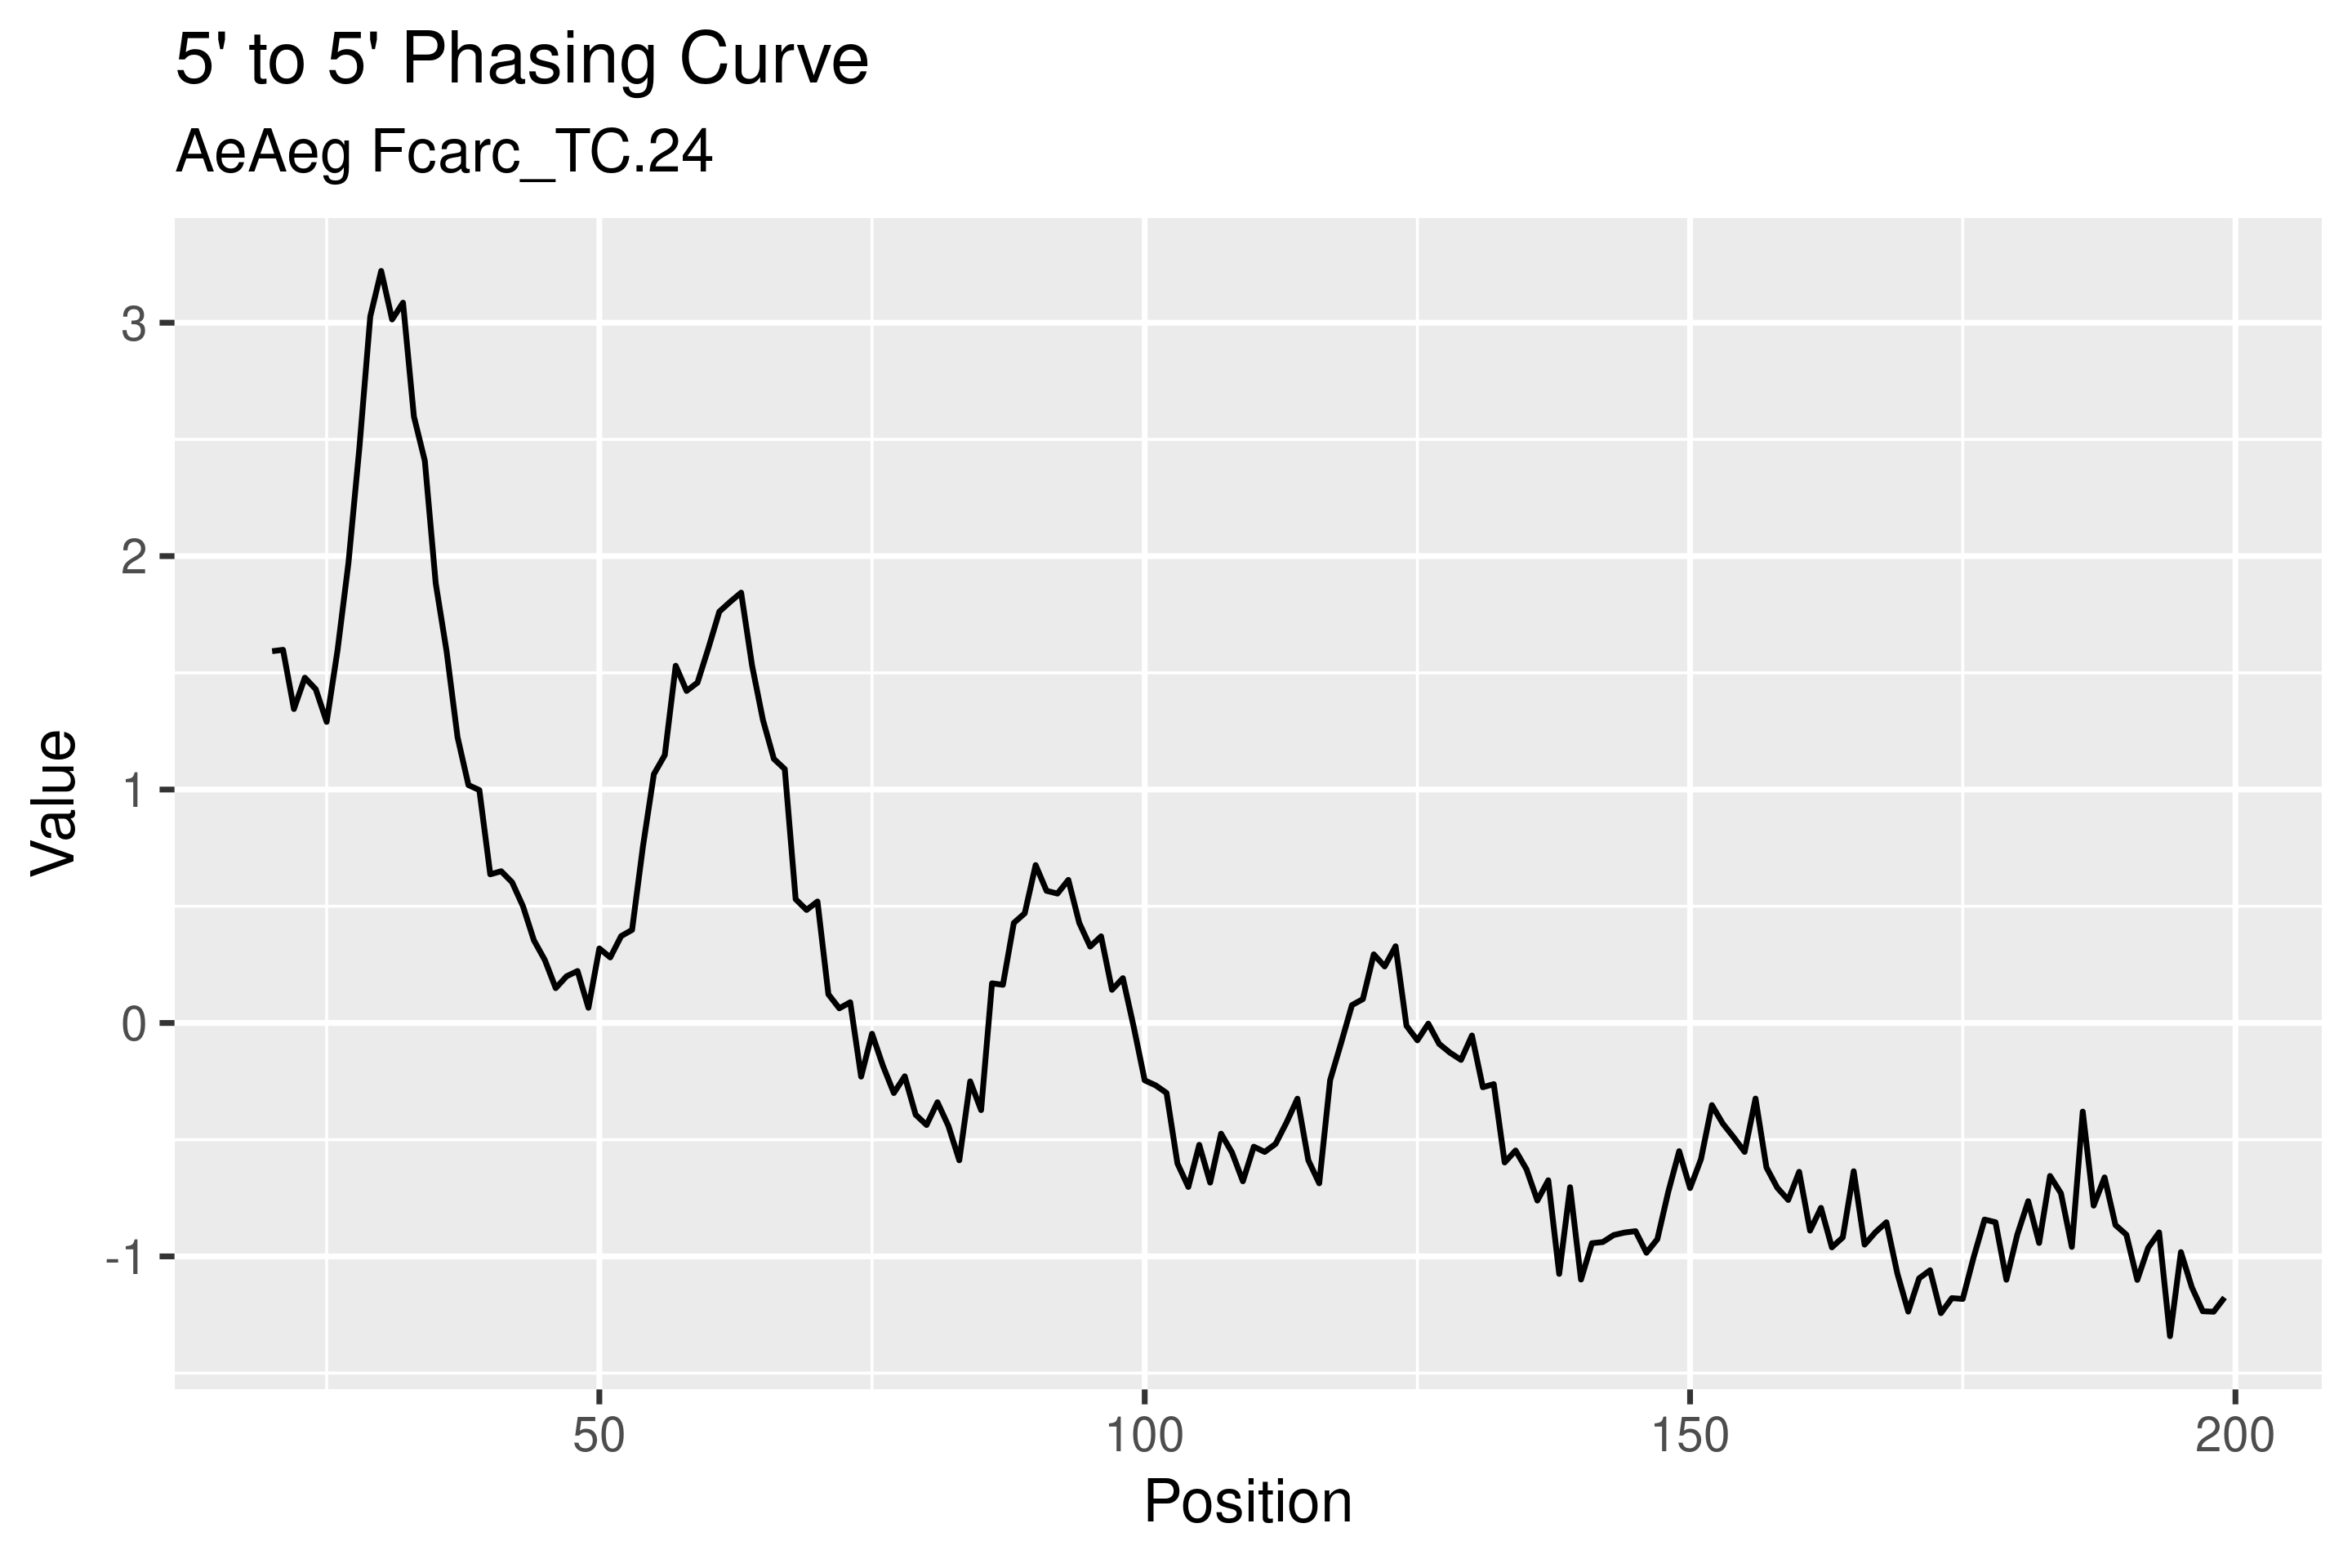 5' to 5' Phasing Curve
AeAeg Fcarc_TC.24
Value
3
2
1
0
-1
50 100 150 200
Position